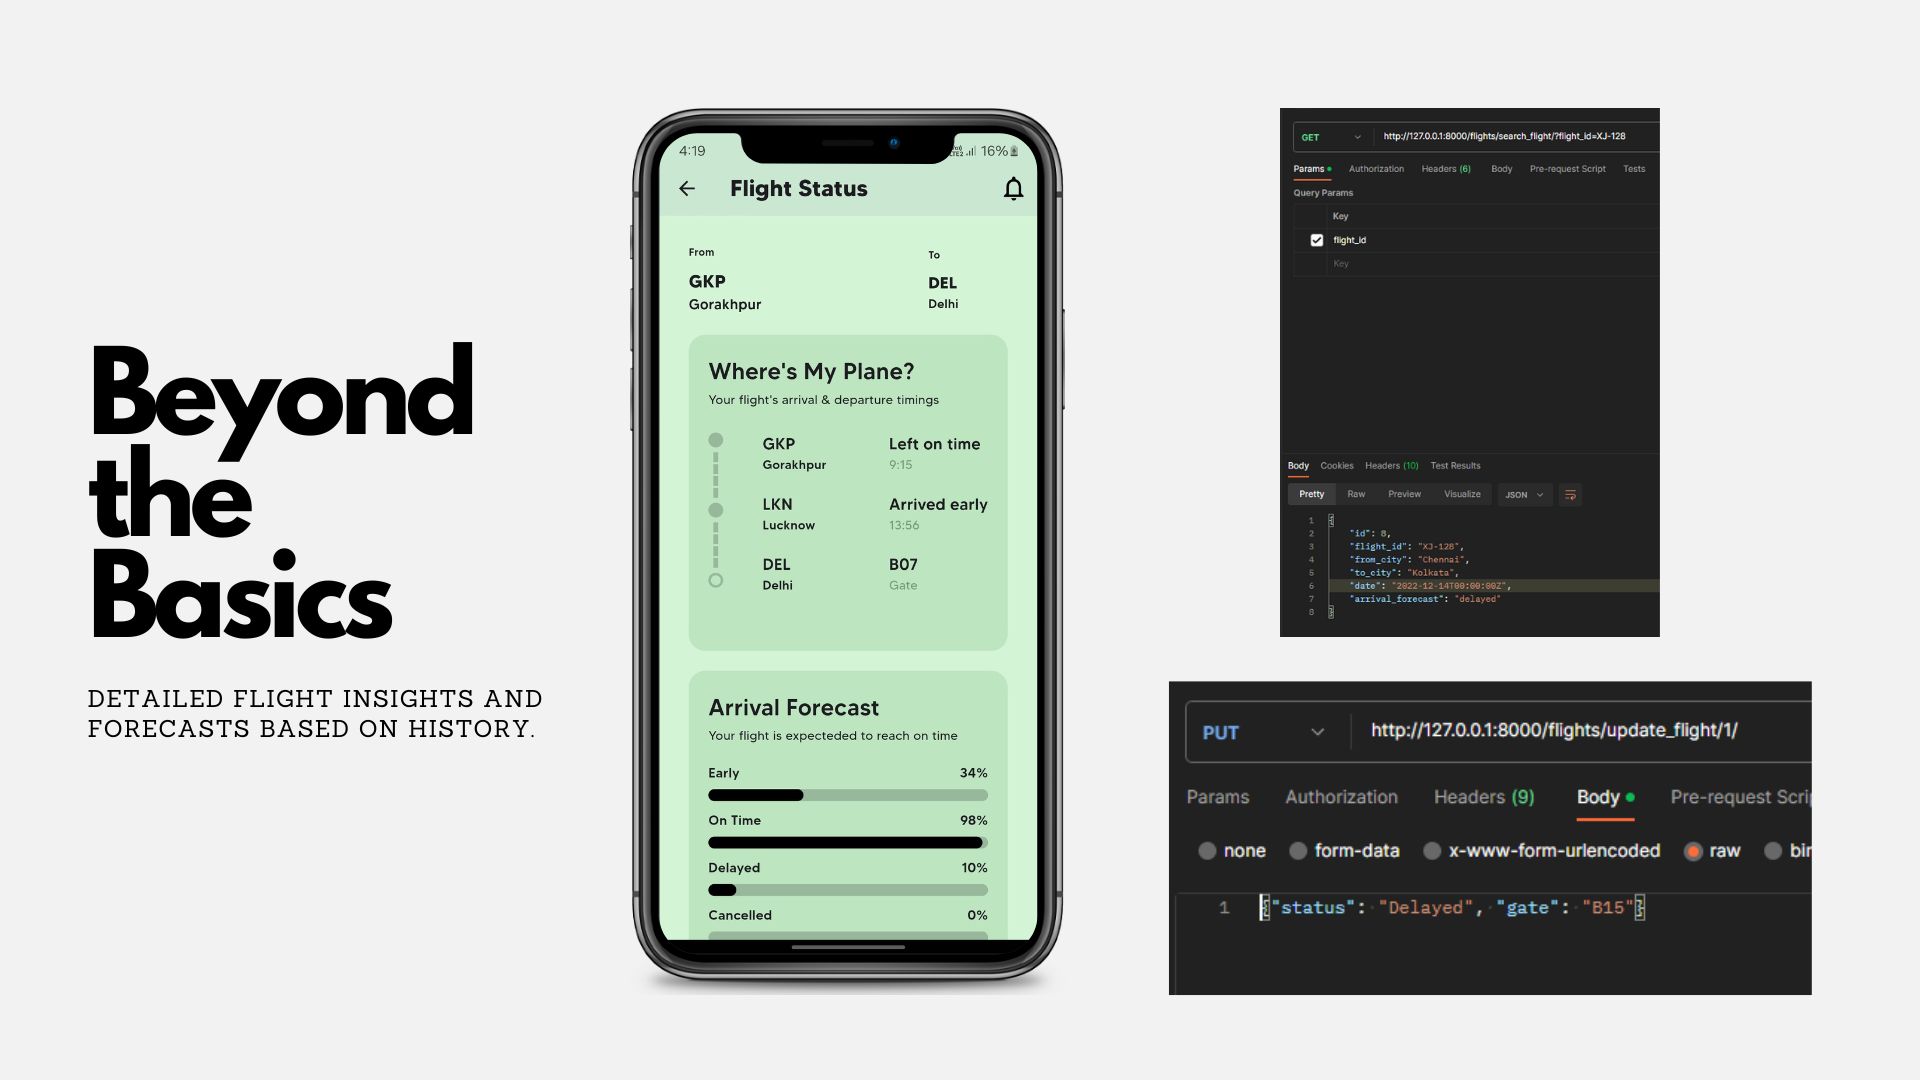 Beyond
the
Basics
DETAILED FLIGHT INSIGHTS AND
FORECASTS BASED ON HISTORY.
4:19
LTE2 16%
Flight Status
From
To
GKP
DEL
Gorakhpur
Delhi
Where's My Plane?
Your flight's arrival & departure timings
GKP Left on time
Gorakhpur 9:15
LKN Arrived early
Lucknow 13:56
DEL B07
Delhi Gate
Arrival Forecast
Your flight is expecteded to reach on time
Early 34%
On Time 98%
Delayed 10%
Cancelled 0%
GET http://127.0.0.1:8000/flights/search_flight/?flight_id=XJ-128
Params Authorization Headers (6) Body Pre-request Script Tests
Query Params
Key
flight_id
Key
Body Cookies Headers (10) Test Results
Pretty Raw Preview Visualize JSON
1 {
2 "id": 8,
3 "flight_id": "XJ-128",
4 "from_city": "Chennai",
5 "to_city": "Kolkata",
6 "date": "2022-12-14T00:00:00Z",
7 "arrival_forecast": "delayed"
8 }
PUT http://127.0.0.1:8000/flights/update_flight/1/
Params Authorization Headers (9) Body Pre-request Scri
none form-data x-www-form-urlencoded raw bin
1 {"status": "Delayed", "gate": "B15"}